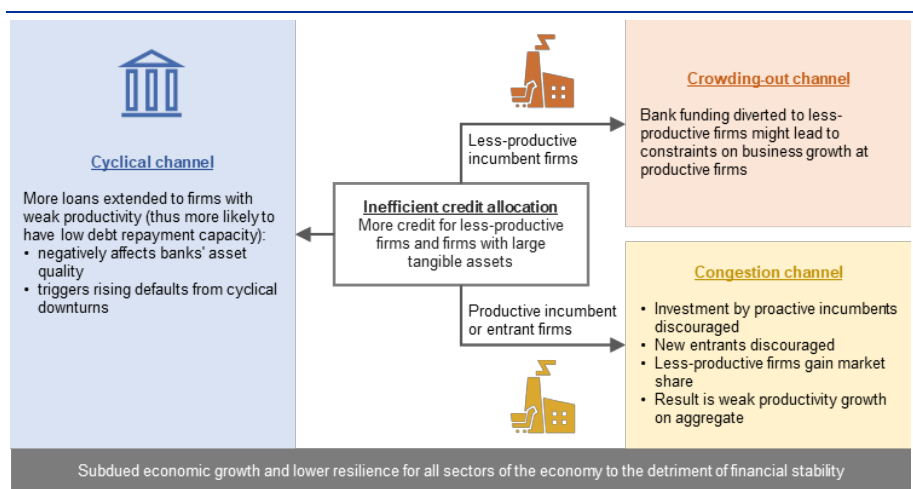 Cyclical channel
More loans extended to firms with
weak productivity (thus more likely to
have low debt repayment capacity):
• negatively affects banks' asset
quality
• triggers rising defaults from cyclical
downturns
Less-productive
incumbent firms
Inefficient credit allocation
More credit for less-productive
firms and firms with large
tangible assets
Productive incumbent
or entrant firms
Crowding-out channel
Bank funding diverted to less-
productive firms might lead to
constraints on business growth at
productive firms
Congestion channel
• Investment by proactive incumbents
discouraged
• New entrants discouraged
• Less-productive firms gain market
share
• Result is weak productivity growth
on aggregate
Subdued economic growth and lower resilience for all sectors of the economy to the detriment of financial stability